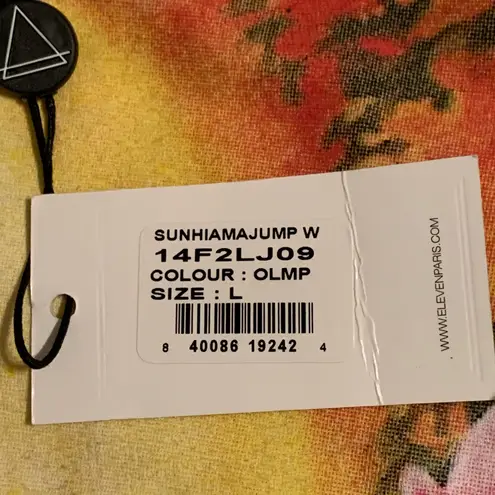 SUNHIAMAJUMP W
14F2LJ09
COLOUR : OLMP
SIZE : L
8 40086 19242 4
WWW.ELEVENPARIS.COM